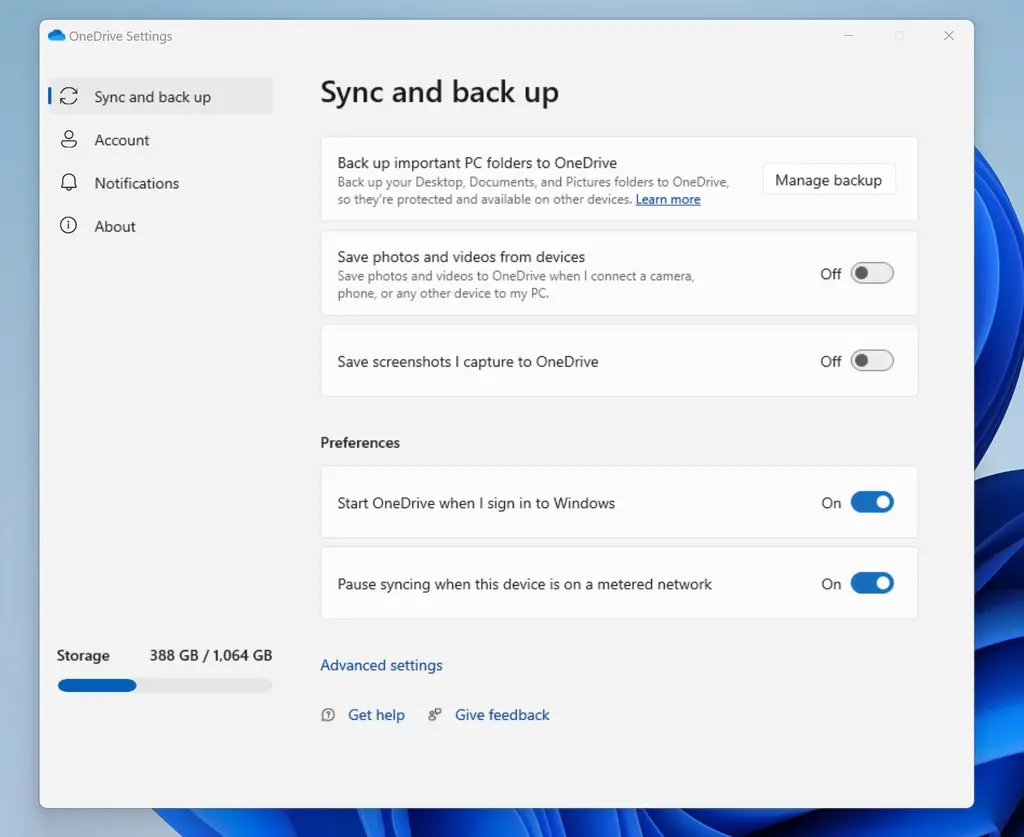 OneDrive Settings
Sync and back up
Account
Notifications
About
Storage 388 GB / 1,064 GB
Sync and back up
Back up important PC folders to OneDrive
Back up your Desktop, Documents, and Pictures folders to OneDrive,
so they're protected and available on other devices. Learn more
Manage backup
Save photos and videos from devices
Save photos and videos to OneDrive when I connect a camera,
phone, or any other device to my PC.
Off
Save screenshots I capture to OneDrive
Off
Preferences
Start OneDrive when I sign in to Windows
On
Pause syncing when this device is on a metered network
On
Advanced settings
Get help
Give feedback